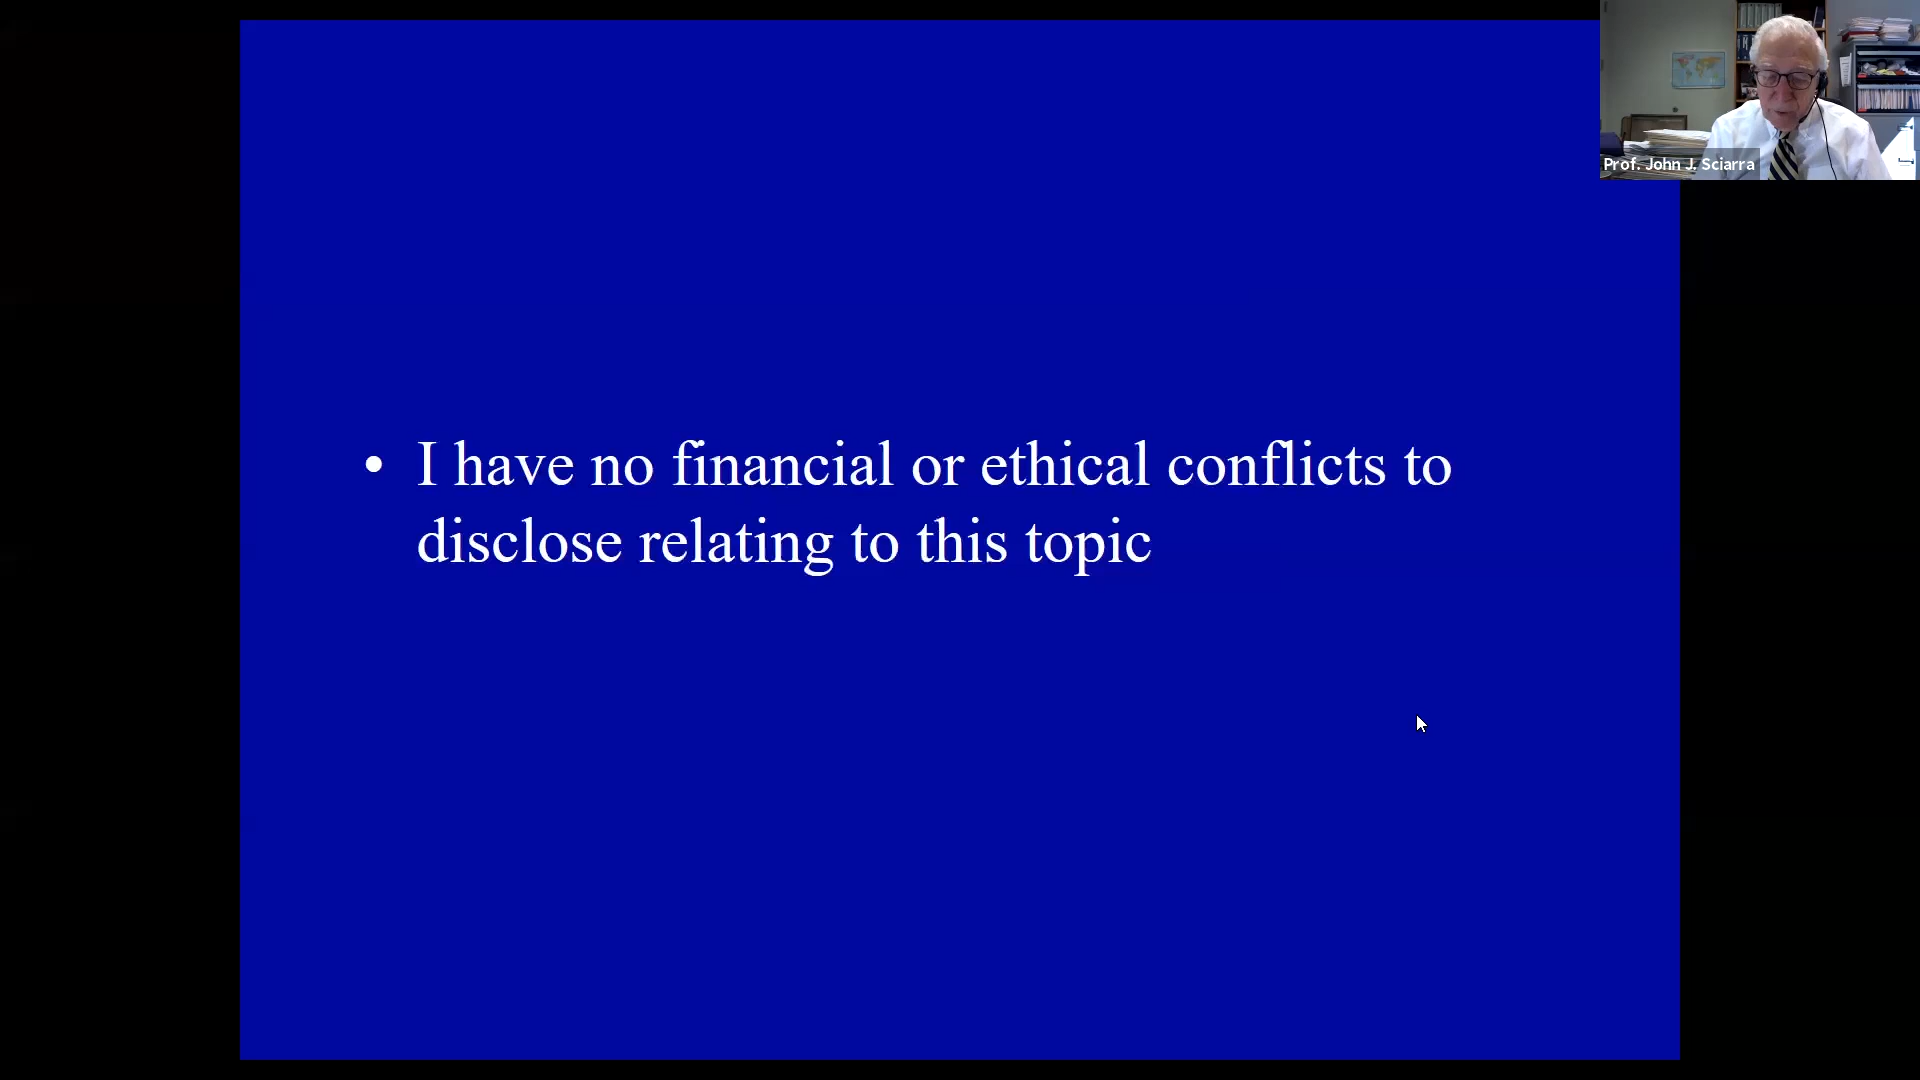 Prof. John J. Sciarra
• I have no financial or ethical conflicts to
disclose relating to this topic